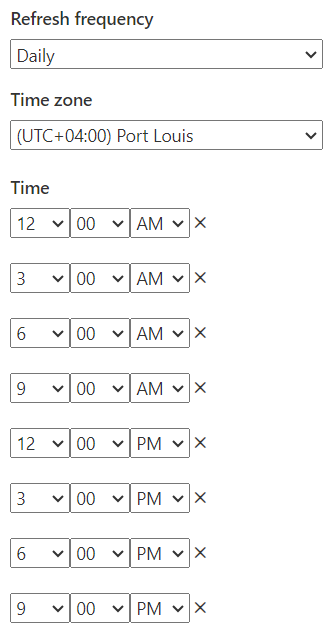 Refresh frequency
Daily
Time zone
(UTC+04:00) Port Louis
Time
12 00 AM ×
3 00 AM ×
6 00 AM ×
9 00 AM ×
12 00 PM ×
3 00 PM ×
6 00 PM ×
9 00 PM ×